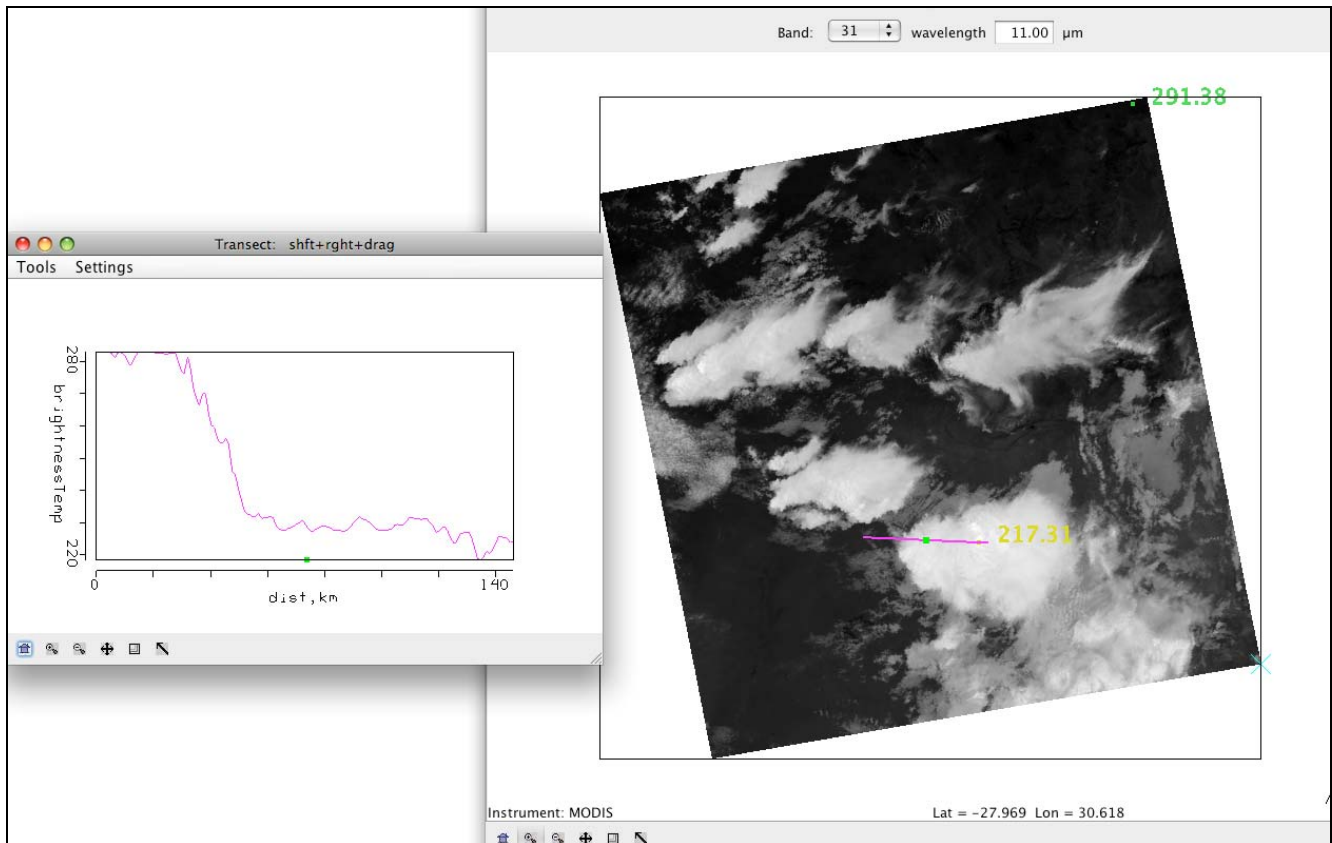 Band: 31 wavelength 11.00 µm
291.38
Transect: shft+rght+drag
Tools Settings
280
brightnessTemp
220
0 140
dist,km
217.31
Instrument: MODIS Lat = -27.969 Lon = 30.618